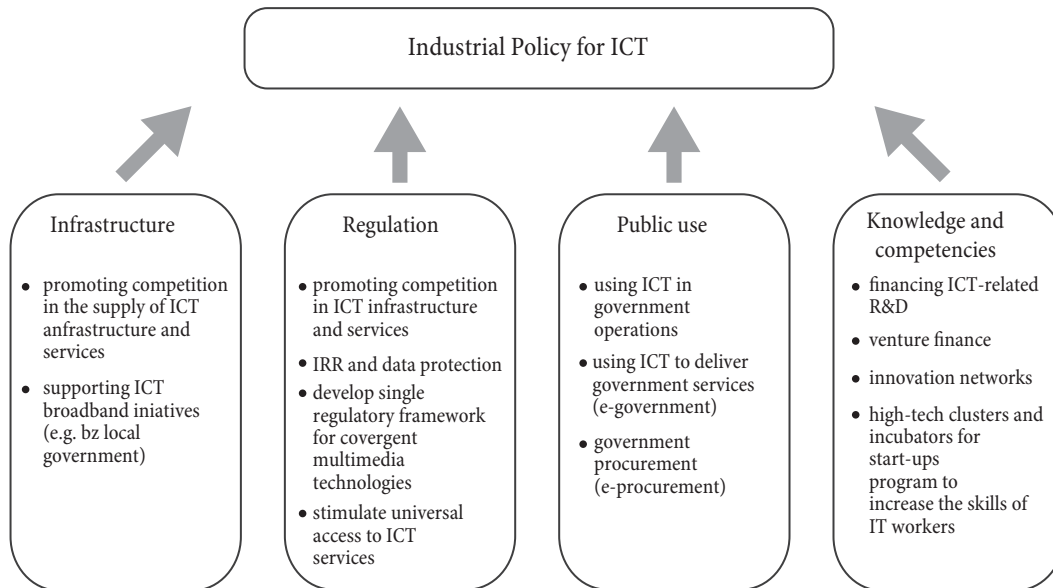 Industrial Policy for ICT
Infrastructure
• promoting competition
in the supply of ICT
anfrastructure and
services
• supporting ICT
broadband iniatives
(e.g. bz local
government)
Regulation
• promoting competition
in ICT infrastructure
and services
• IRR and data protection
• develop single
regulatory framework
for covergent
multimedia
technologies
• stimulate universal
access to ICT
services
Public use
• using ICT in
government
operations
• using ICT to deliver
government services
(e-government)
• government
procurement
(e-procurement)
Knowledge and
competencies
• financing ICT-related
R&D
• venture finance
• innovation networks
• high-tech clusters and
incubators for
start-ups
program to
increase the skills of
IT workers